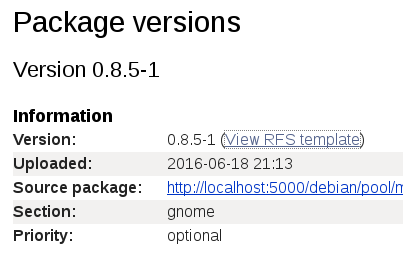 Package versions
Version 0.8.5-1
Information
Version: 0.8.5-1 (View RFS template)
Uploaded: 2016-06-18 21:13
Source package: http://localhost:5000/debian/pool/
Section: gnome
Priority: optional